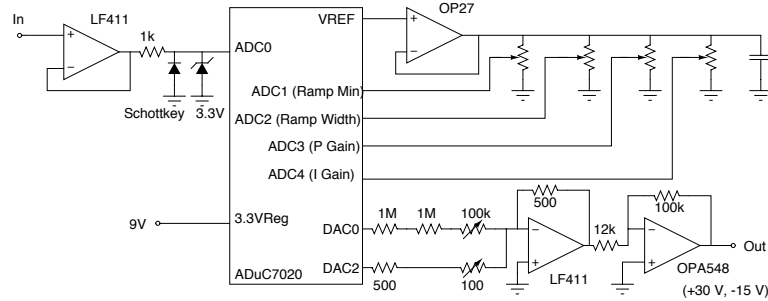 In
LF411
+
−
1k
Schottkey
3.3V
VREF
ADC0
ADC1 (Ramp Min)
ADC2 (Ramp Width)
ADC3 (P Gain)
ADC4 (I Gain)
9V
3.3VReg
DAC0
DAC2
ADuC7020
OP27
+
−
1M
1M
100k
500
100
500
−
+
LF411
12k
100k
−
+
OPA548
(+30 V, -15 V)
Out